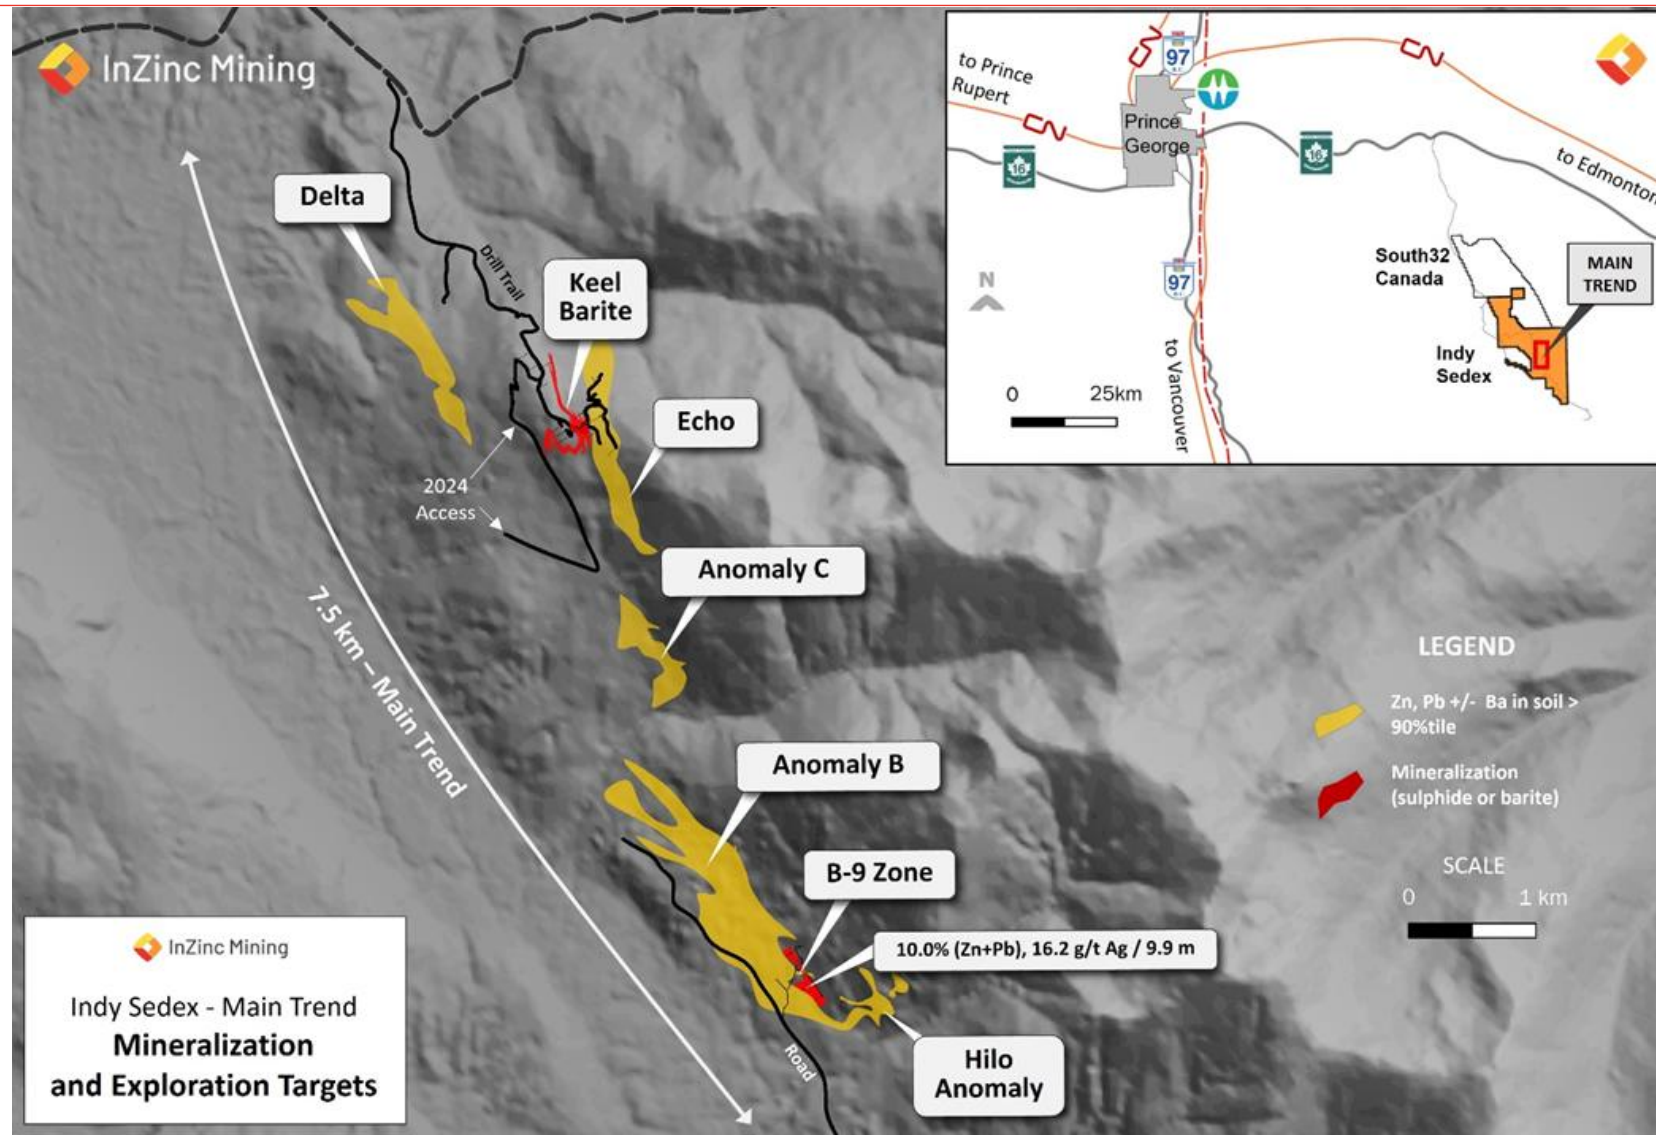 InZinc Mining
Delta
Drill Trail
Keel
Barite
Echo
2024
Access
Anomaly C
7.5 km – Main Trend
Anomaly B
B-9 Zone
10.0% (Zn+Pb), 16.2 g/t Ag / 9.9 m
Hilo
Anomaly
Road
to Prince
Rupert
CN
97
B.C.
CN
Prince
George
CN
16
16
to Edmonton
South32
Canada
MAIN
TREND
Indy
Sedex
N
97
B.C.
to Vancouver
0 25km
LEGEND
Zn, Pb +/- Ba in soil >
90%tile
Mineralization
(sulphide or barite)
SCALE
0 1 km
InZinc Mining
Indy Sedex - Main Trend
Mineralization
and Exploration Targets